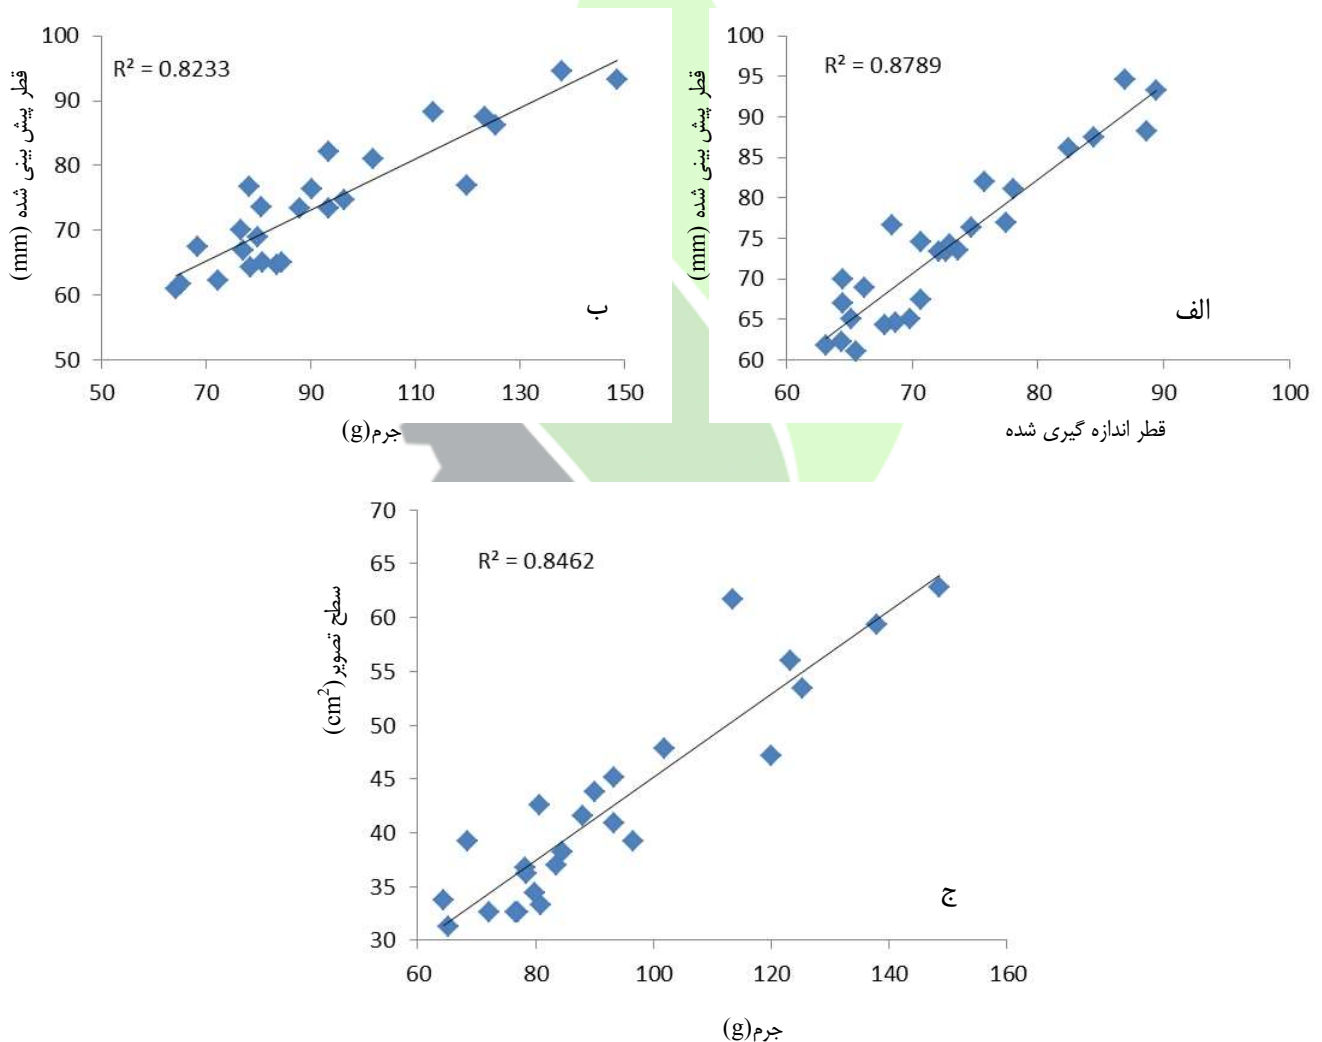 R² = 0.8789
قطر پیش بینی شده (mm)
100
95
90
85
80
75
70
65
60
60 70 80 90 100
الف
قطر اندازه گیری شده
R² = 0.8233
قطر پیش بینی شده (mm)
100
90
80
70
60
50
50 70 90 110 130 150
ب
جرم(g)
R² = 0.8462
سطح تصویر(cm²)
70
65
60
55
50
45
40
35
30
60 80 100 120 140 160
ج
جرم(g)